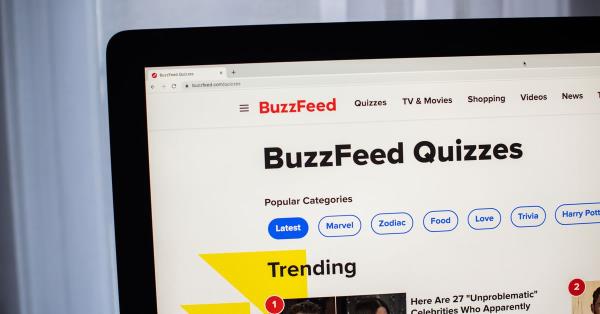 BuzzFeed Quizzes
buzzfeed.com/quizzes
BuzzFeed Quizzes TV & Movies Shopping Videos News
BuzzFeed Quizzes
Popular Categories
Latest Marvel Zodiac Food Love Trivia Harry Pott
Trending
1 Here Are 27 "Unproblematic" 2
Celebrities Who Apparently